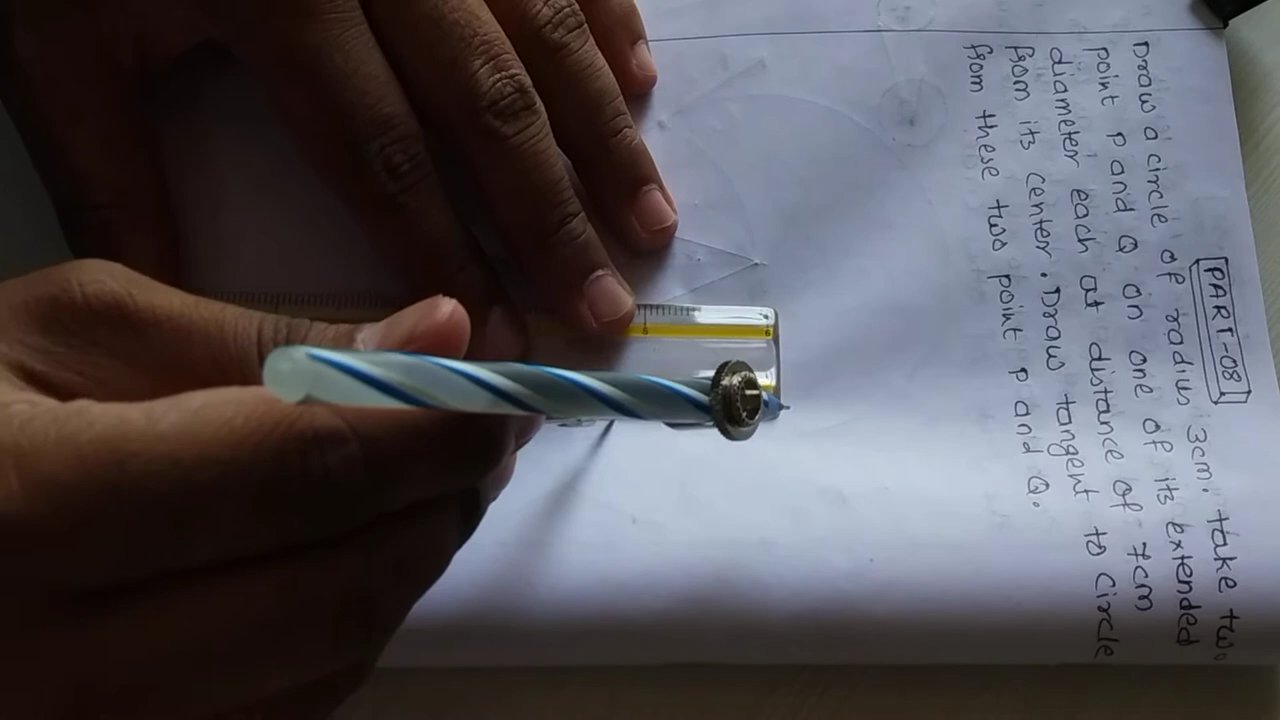 PART-08
Draw a circle of radius 3cm. take two
point p and Q on one of its extended
diameter each at distance of 7cm
from its center. Draw tangent to circle
from these two point p and Q.